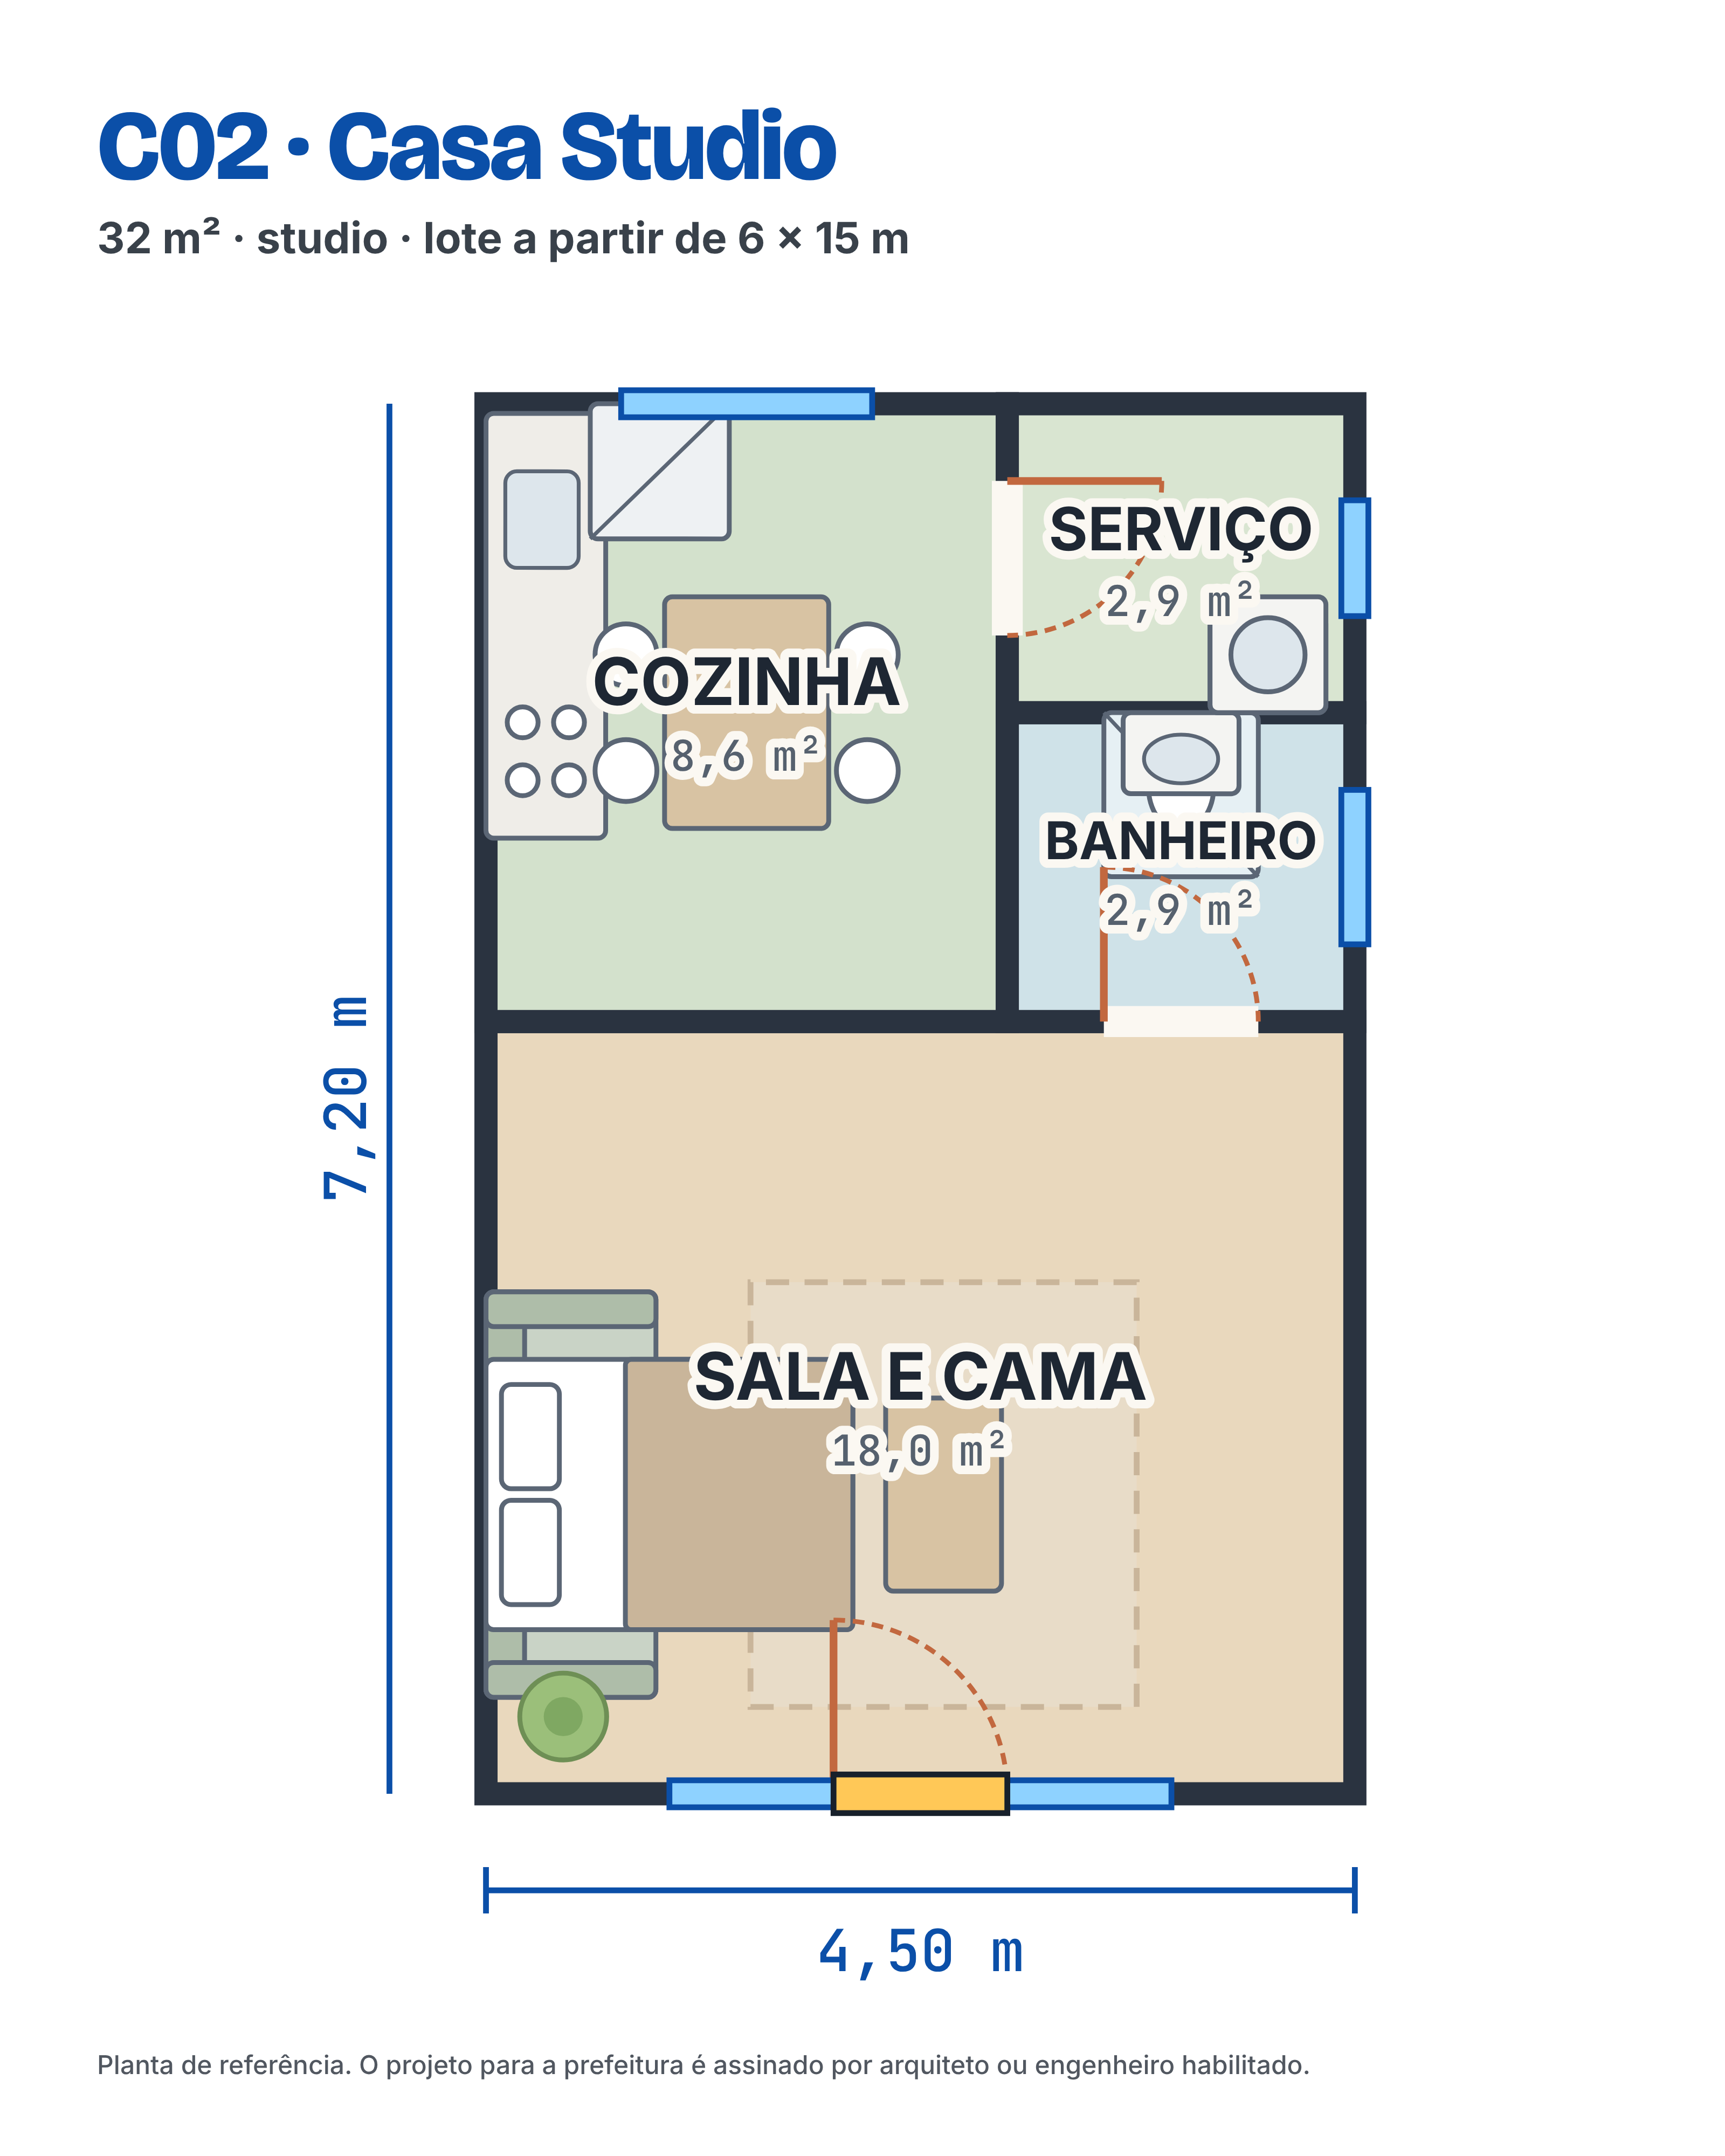 C02 · Casa Studio
32 m² · studio · lote a partir de 6 × 15 m
SERVIÇO
2,9 m²
COZINHA
8,6 m²
BANHEIRO
2,9 m²
7,20 m
SALA E CAMA
18,0 m²
4,50 m
Planta de referência. O projeto para a prefeitura é assinado por arquiteto ou engenheiro habilitado.